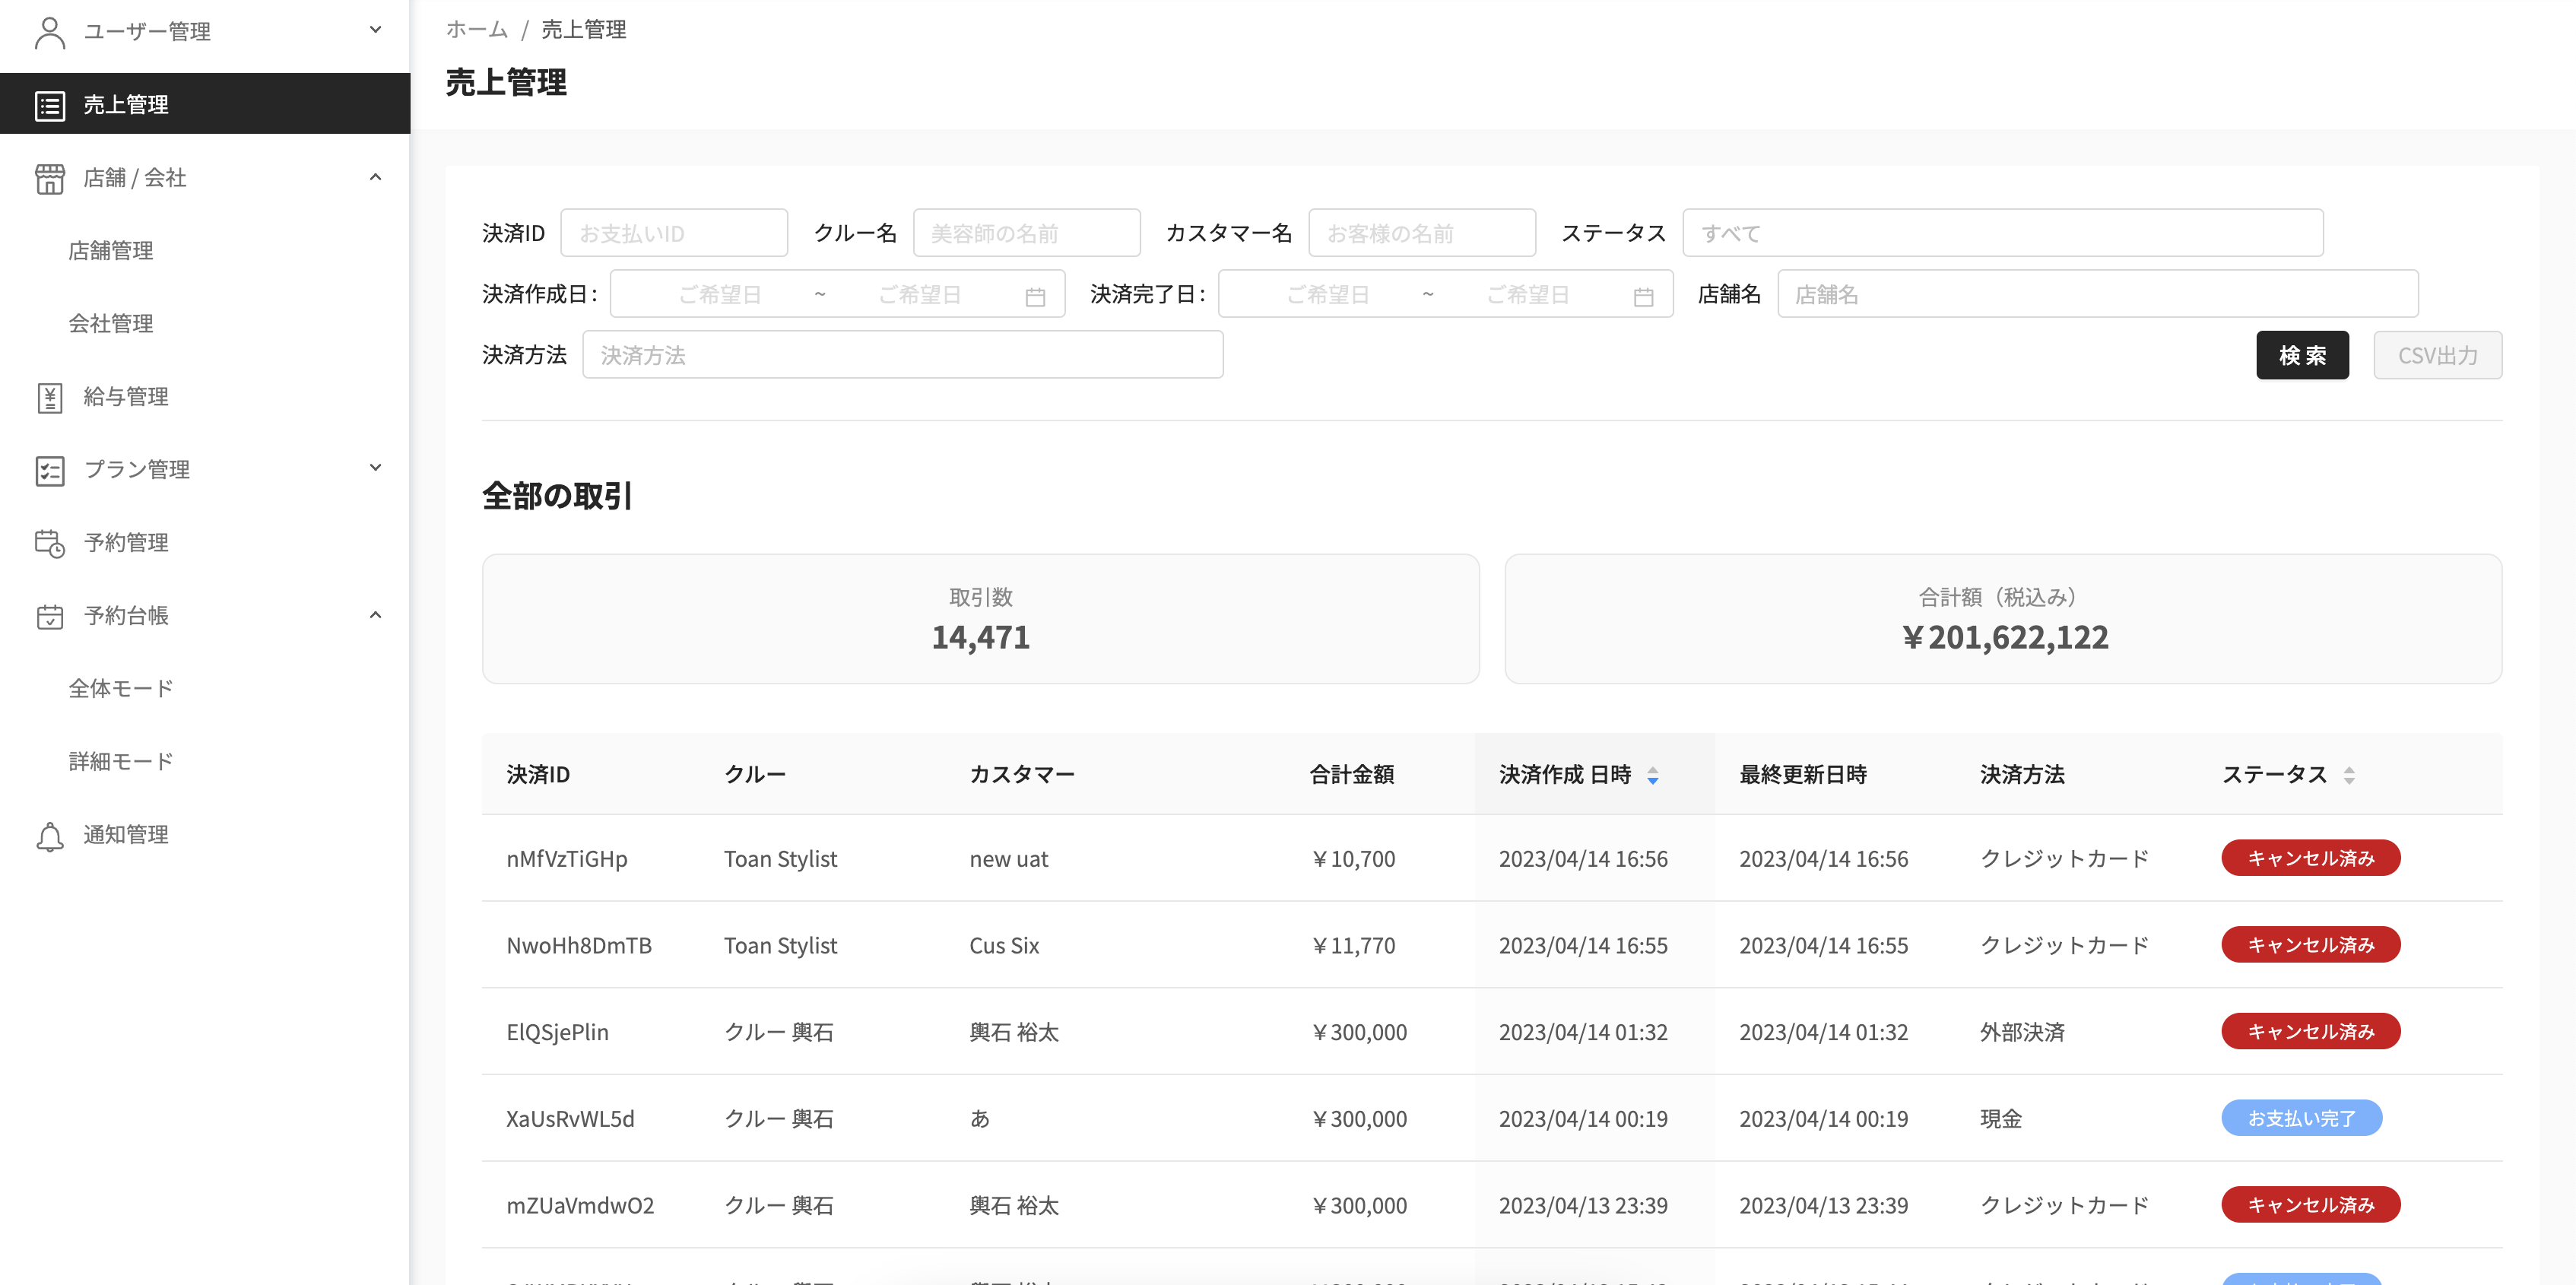 ユーザー管理
売上管理
店舗 / 会社
店舗管理
会社管理
給与管理
プラン管理
予約管理
予約台帳
全体モード
詳細モード
通知管理
ホーム / 売上管理
売上管理
決済ID お支払いID クルー名 美容師の名前 カスタマー名 お客様の名前 ステータス すべて
決済作成日: ご希望日 ~ ご希望日 決済完了日: ご希望日 ~ ご希望日 店舗名 店舗名
決済方法 決済方法 検 索 CSV出力
全部の取引
取引数
14,471
合計額（税込み）
￥201,622,122
決済ID クルー カスタマー 合計金額 決済作成 日時 最終更新日時 決済方法 ステータス
nMfVzTiGHp Toan Stylist new uat ￥10,700 2023/04/14 16:56 2023/04/14 16:56 クレジットカード キャンセル済み
NwoHh8DmTB Toan Stylist Cus Six ￥11,770 2023/04/14 16:55 2023/04/14 16:55 クレジットカード キャンセル済み
ElQSjePlin クルー 輿石 輿石 裕太 ￥300,000 2023/04/14 01:32 2023/04/14 01:32 外部決済 キャンセル済み
XaUsRvWL5d クルー 輿石 あ ￥300,000 2023/04/14 00:19 2023/04/14 00:19 現金 お支払い完了
mZUaVmdwO2 クルー 輿石 輿石 裕太 ￥300,000 2023/04/13 23:39 2023/04/13 23:39 クレジットカード キャンセル済み